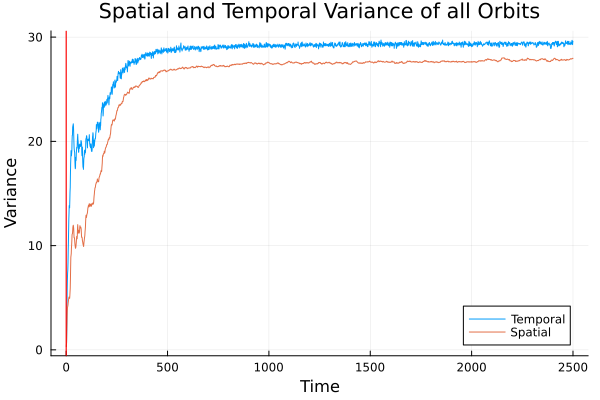 Spatial and Temporal Variance of all Orbits
Variance
30
20
10
0
0
500
1000
1500
2000
2500
Time
Temporal
Spatial